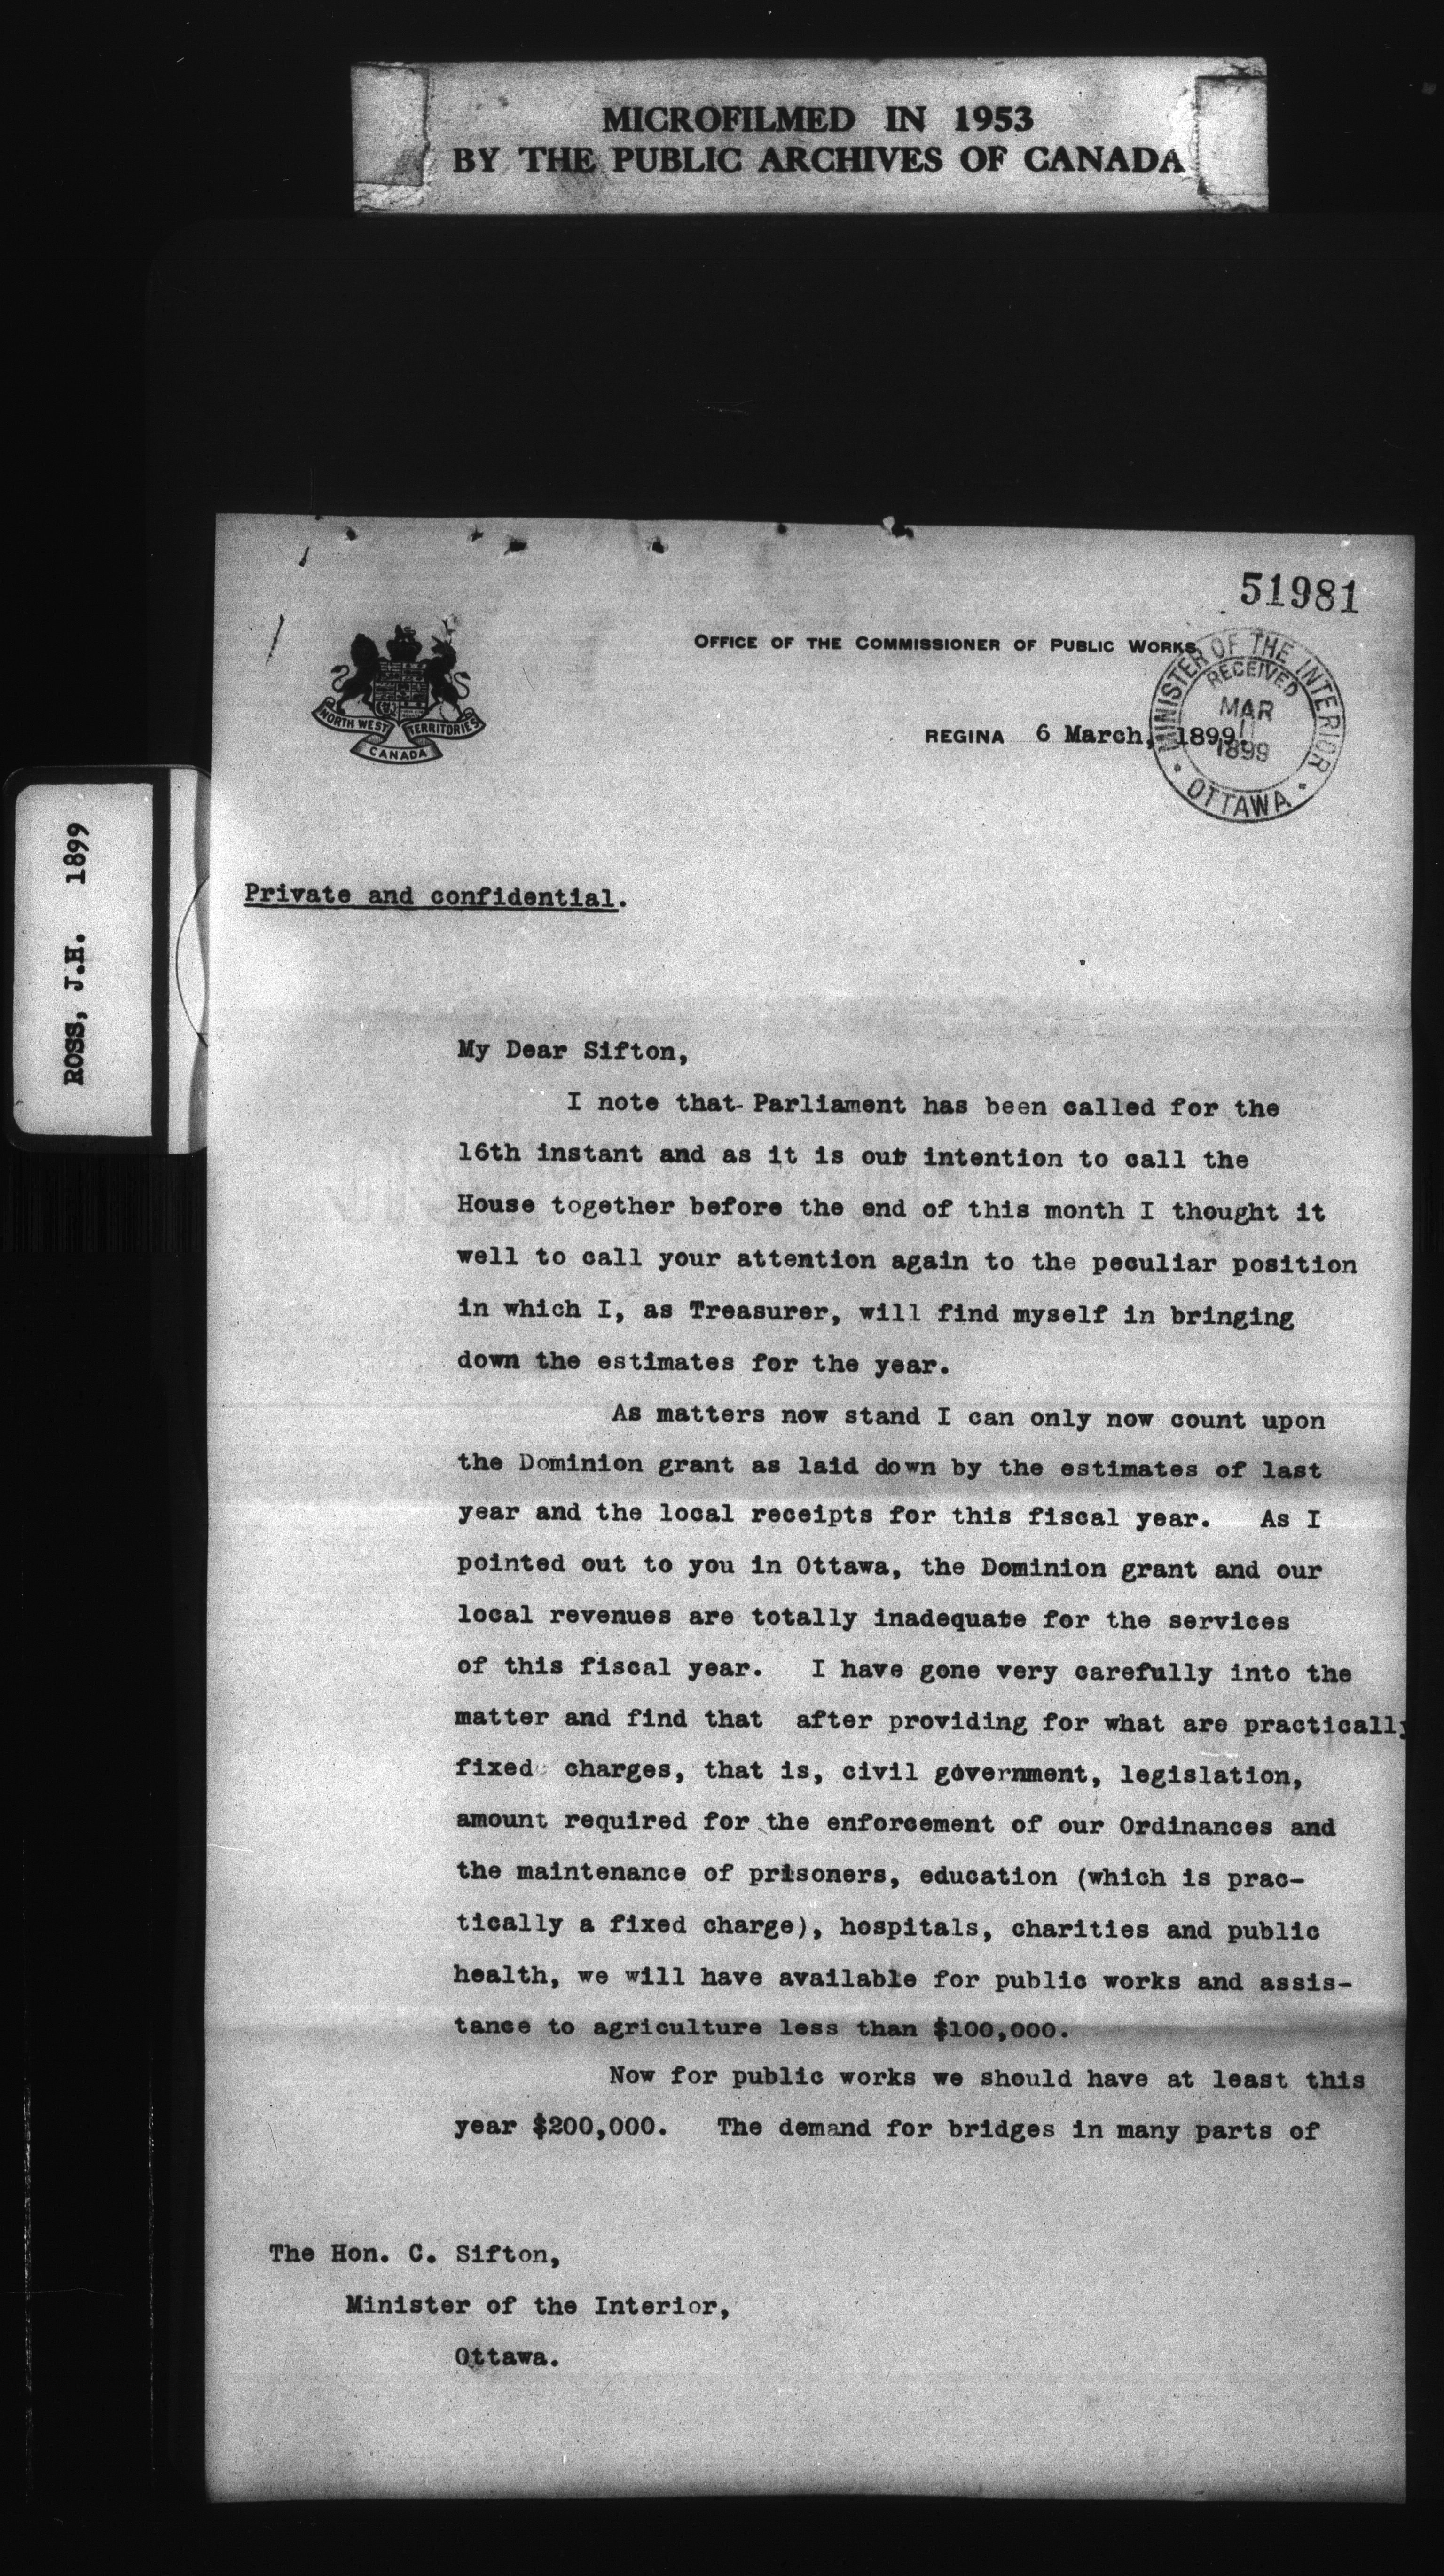 MICROFILMED IN 1953
BY THE PUBLIC ARCHIVES OF CANADA
ROSS, J.H. 1899
51981
NORTH WEST TERRITORIES
CANADA
OFFICE OF THE COMMISSIONER OF PUBLIC WORKS
MINISTER OF THE INTERIOR
RECEIVED
MAR
11
1899
OTTAWA
REGINA 6 March, 1899.
Private and confidential.
My Dear Sifton,
I note that Parliament has been called for the
16th instant and as it is our intention to call the
House together before the end of this month I thought it
well to call your attention again to the peculiar position
in which I, as Treasurer, will find myself in bringing
down the estimates for the year.
As matters now stand I can only now count upon
the Dominion grant as laid down by the estimates of last
year and the local receipts for this fiscal year. As I
pointed out to you in Ottawa, the Dominion grant and our
local revenues are totally inadequate for the services
of this fiscal year. I have gone very carefully into the
matter and find that after providing for what are practically
fixed charges, that is, civil government, legislation,
amount required for the enforcement of our Ordinances and
the maintenance of prisoners, education (which is prac-
tically a fixed charge), hospitals, charities and public
health, we will have available for public works and assis-
tance to agriculture less than $100,000.
Now for public works we should have at least this
year $200,000. The demand for bridges in many parts of
The Hon. C. Sifton,
Minister of the Interior,
Ottawa.